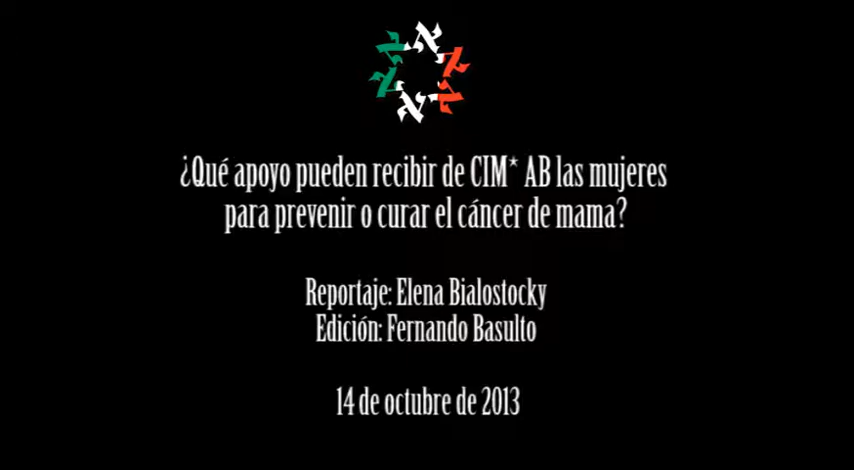 ¿Qué apoyo pueden recibir de CIM* AB las mujeres
para prevenir o curar el cáncer de mama?
Reportaje: Elena Bialostocky
Edición: Fernando Basulto
14 de octubre de 2013